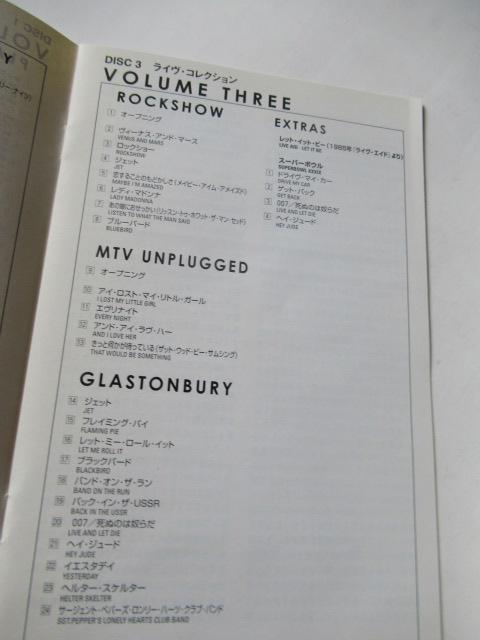 DISC 3 ライヴ・コレクション
VOLUME THREE
ROCKSHOW
1 オープニング
2 ヴィーナス・アンド・マース
VENUS AND MARS
3 ロックショー
ROCKSHOW
4 ジェット
JET
5 恋することのもどかしさ（メイビー・アイム・アメイズド）
MAYBE I'M AMAZED
6 レディ・マドンナ
LADY MADONNA
7 あの娘におせっかい（リッスン・トゥ・ホワット・ザ・マン・セッド）
LISTEN TO WHAT THE MAN SAID
8 ブルーバード
BLUEBIRD
EXTRAS
レット・イット・ビー（1985年「ライヴ・エイド」より）
LIVE AID LET IT BE
スーパーボウル
SUPERBOWL XXXIX
1 ドライヴ・マイ・カー
DRIVE MY CAR
2 ゲット・バック
GET BACK
3 007／死ぬのは奴らだ
LIVE AND LET DIE
4 ヘイ・ジュード
HEY JUDE
MTV UNPLUGGED
9 オープニング
10 アイ・ロスト・マイ・リトル・ガール
I LOST MY LITTLE GIRL
11 エヴリナイト
EVERY NIGHT
12 アンド・アイ・ラヴ・ハー
AND I LOVE HER
13 きっと何かが待っている（ザット・ウッド・ビー・サムシング）
THAT WOULD BE SOMETHING
GLASTONBURY
14 ジェット
JET
15 フレイミング・パイ
FLAMING PIE
16 レット・ミー・ロール・イット
LET ME ROLL IT
17 ブラックバード
BLACKBIRD
18 バンド・オン・ザ・ラン
BAND ON THE RUN
19 バック・イン・ザ・USSR
BACK IN THE USSR
20 007／死ぬのは奴らだ
LIVE AND LET DIE
21 ヘイ・ジュード
HEY JUDE
22 イエスタデイ
YESTERDAY
23 ヘルター・スケルター
HELTER SKELTER
24 サージェント・ペパーズ・ロンリー・ハーツ・クラブ・バンド
SGT.PEPPER'S LONELY HEARTS CLUB BAND